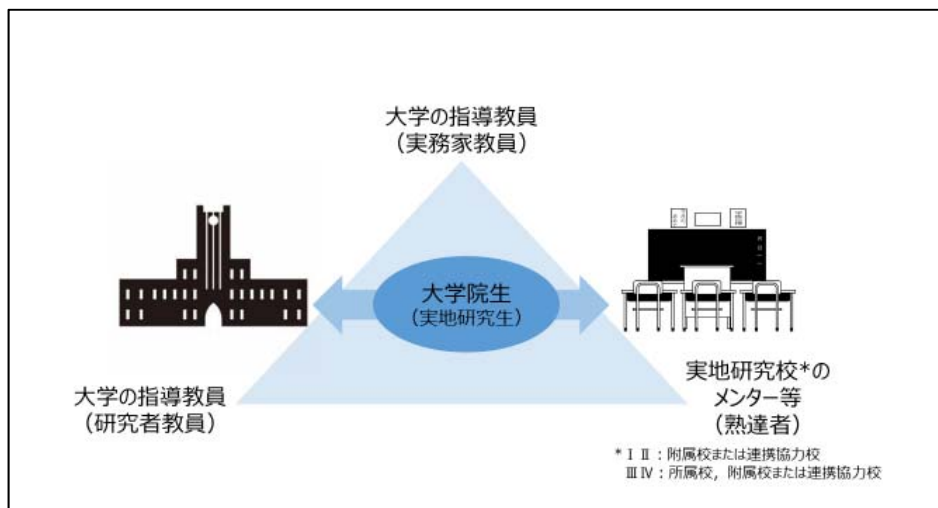 大学の指導教員
（実務家教員）
大学院生
（実地研究生）
大学の指導教員
（研究者教員）
実地研究校*の
メンター等
（熟達者）
*ⅠⅡ：附属校または連携協力校
ⅢⅣ：所属校，附属校または連携協力校